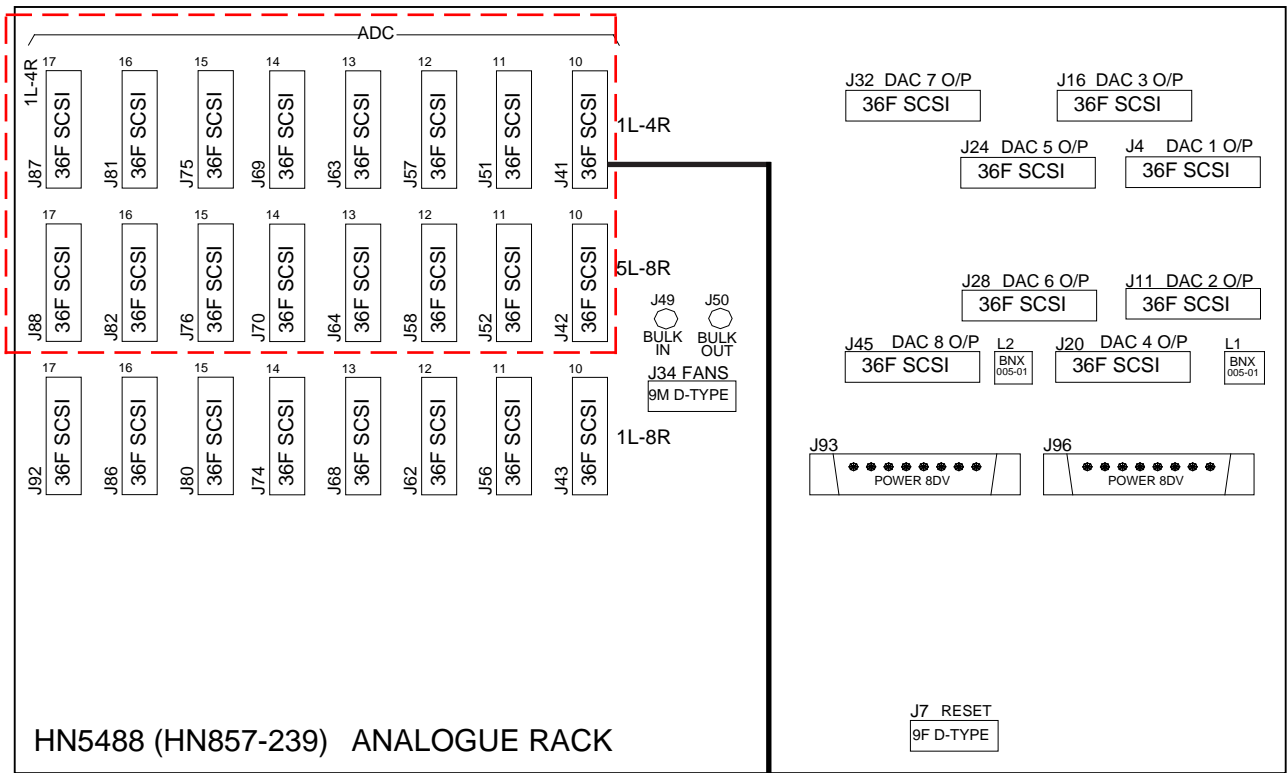 ADC
17 16 15 14 13 12 11 10
1L-4R
36F SCSI 36F SCSI 36F SCSI 36F SCSI 36F SCSI 36F SCSI 36F SCSI 36F SCSI
J87 J81 J75 J69 J63 J57 J51 J41
1L-4R
17 16 15 14 13 12 11 10
36F SCSI 36F SCSI 36F SCSI 36F SCSI 36F SCSI 36F SCSI 36F SCSI 36F SCSI
J88 J82 J76 J70 J64 J58 J52 J42
5L-8R
17 16 15 14 13 12 11 10
36F SCSI 36F SCSI 36F SCSI 36F SCSI 36F SCSI 36F SCSI 36F SCSI 36F SCSI
J92 J86 J80 J74 J68 J62 J56 J43
1L-8R
J49
BULK
IN
J50
BULK
OUT
J34 FANS
9M D-TYPE
J32 DAC 7 O/P
36F SCSI
J16 DAC 3 O/P
36F SCSI
J24 DAC 5 O/P
36F SCSI
J4 DAC 1 O/P
36F SCSI
J28 DAC 6 O/P
36F SCSI
J11 DAC 2 O/P
36F SCSI
J45 DAC 8 O/P
36F SCSI
L2
BNX
005-01
J20 DAC 4 O/P
36F SCSI
L1
BNX
005-01
J93
POWER 8DV
J96
POWER 8DV
J7 RESET
9F D-TYPE
HN5488 (HN857-239) ANALOGUE RACK